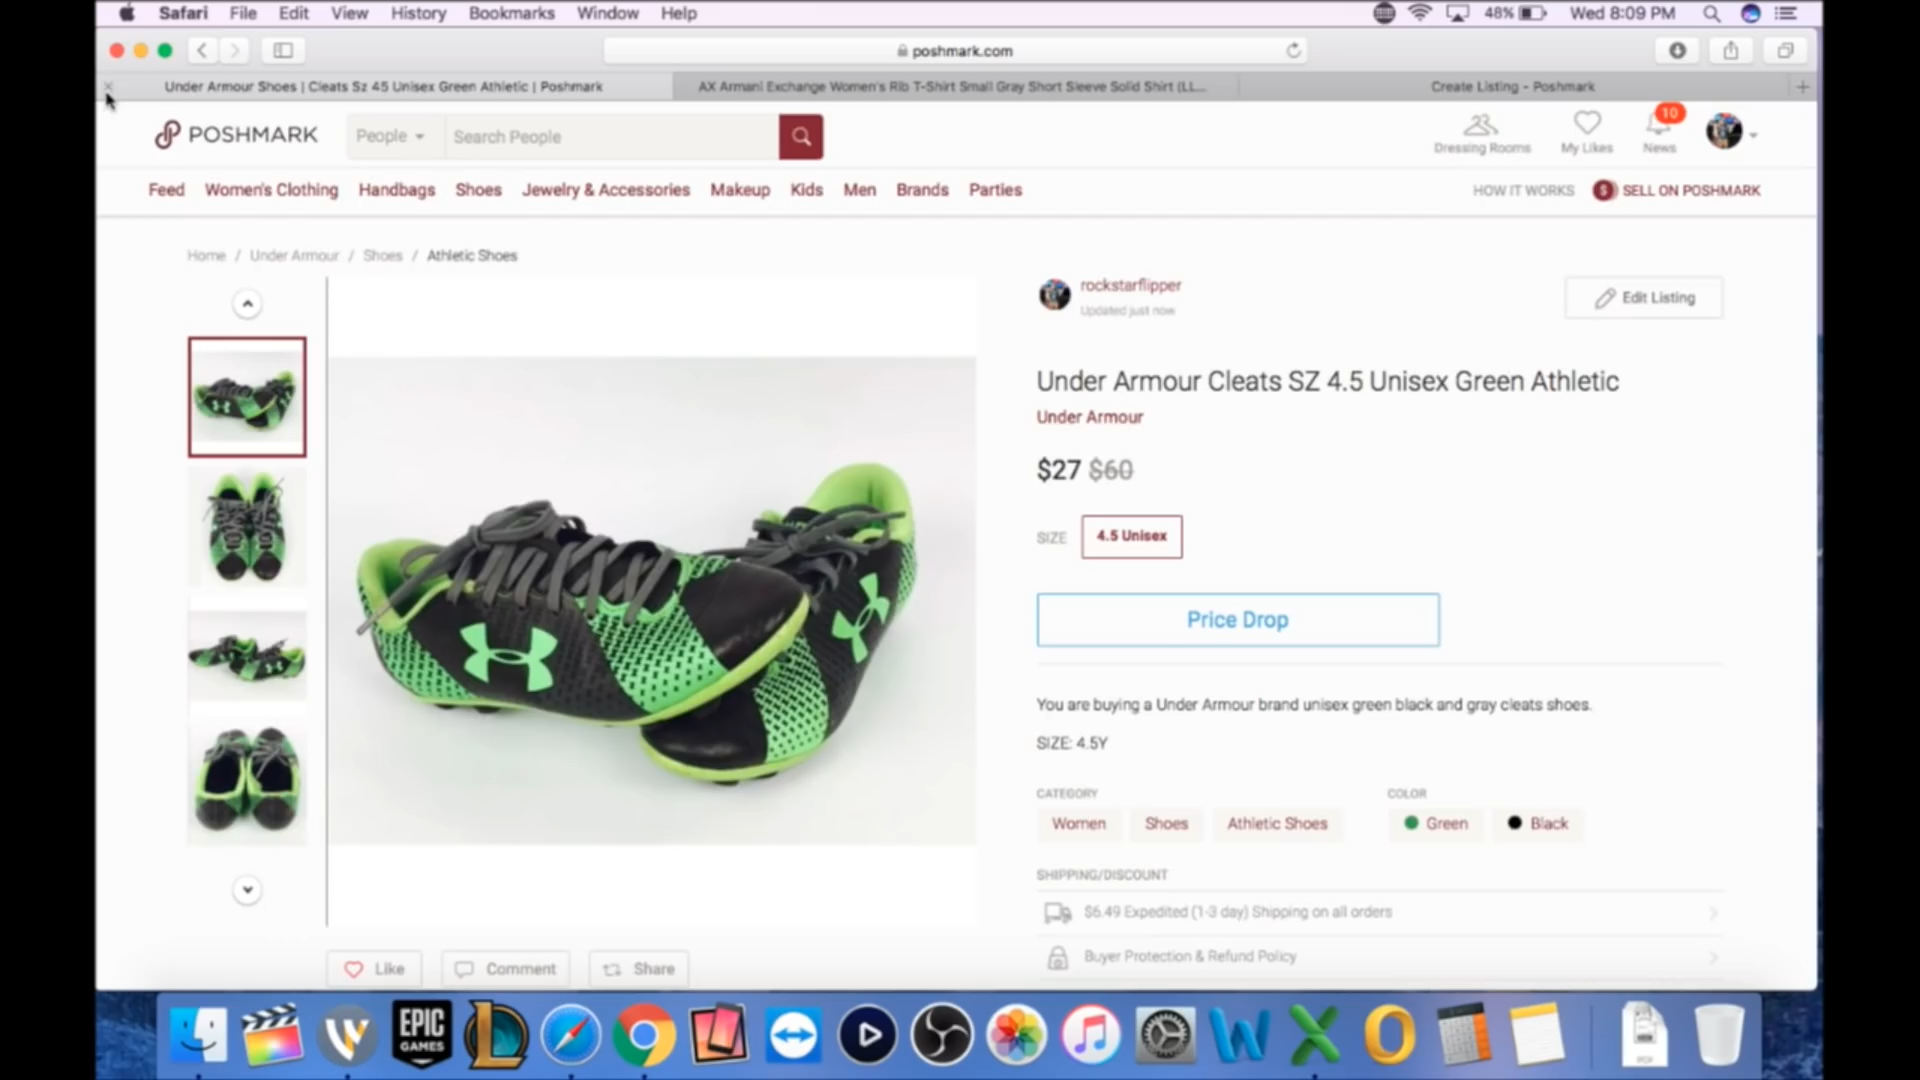 Safari File Edit View History Bookmarks Window Help 48% Wed 8:09 PM
poshmark.com
Under Armour Shoes | Cleats Sz 45 Unisex Green Athletic | Poshmark
AX Armani Exchange Women's Rib T-Shirt Small Gray Short Sleeve Solid Shirt (LL...
Create Listing - Poshmark
POSHMARK People Search People
10
Dressing Rooms My Likes News
Feed Women's Clothing Handbags Shoes Jewelry & Accessories Makeup Kids Men Brands Parties HOW IT WORKS $ SELL ON POSHMARK
Home / Under Armour / Shoes / Athletic Shoes
rockstarflipper
Updated just now
Edit Listing
Under Armour Cleats SZ 4.5 Unisex Green Athletic
Under Armour
$27 $60
SIZE 4.5 Unisex
Price Drop
You are buying a Under Armour brand unisex green black and gray cleats shoes.
SIZE: 4.5Y
CATEGORY COLOR
Women Shoes Athletic Shoes Green Black
SHIPPING/DISCOUNT
$6.49 Expedited (1-3 day) Shipping on all orders
Buyer Protection & Refund Policy
Like Comment Share
EPIC
GAMES
PDF